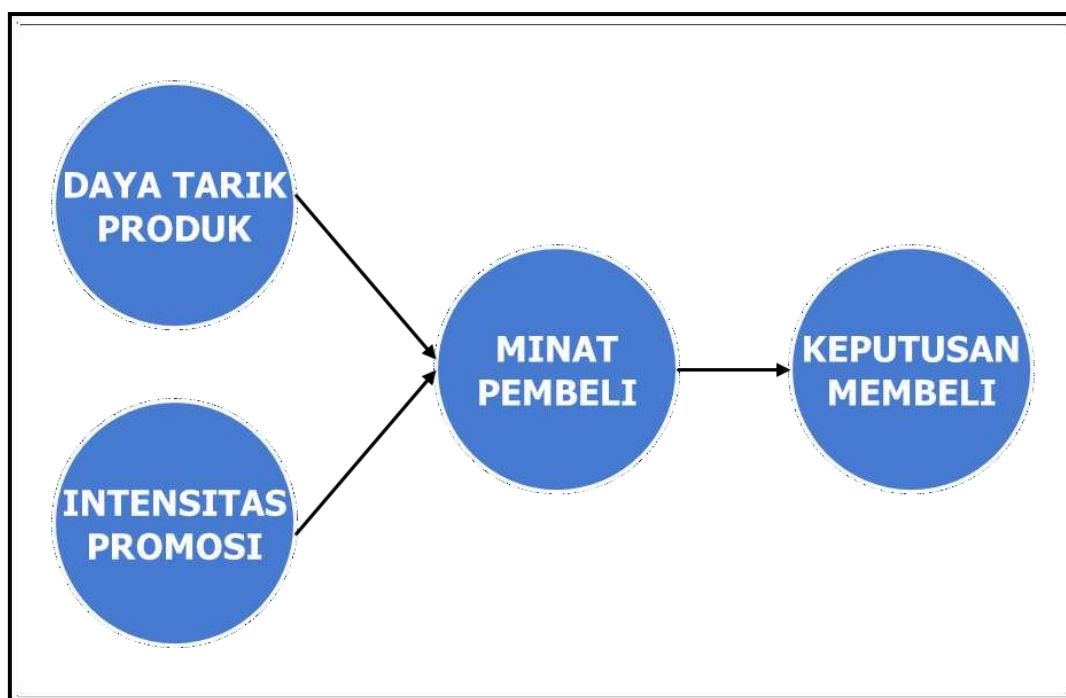 DAYA TARIK
PRODUK
INTENSITAS
PROMOSI
MINAT
PEMBELI
KEPUTUSAN
MEMBELI